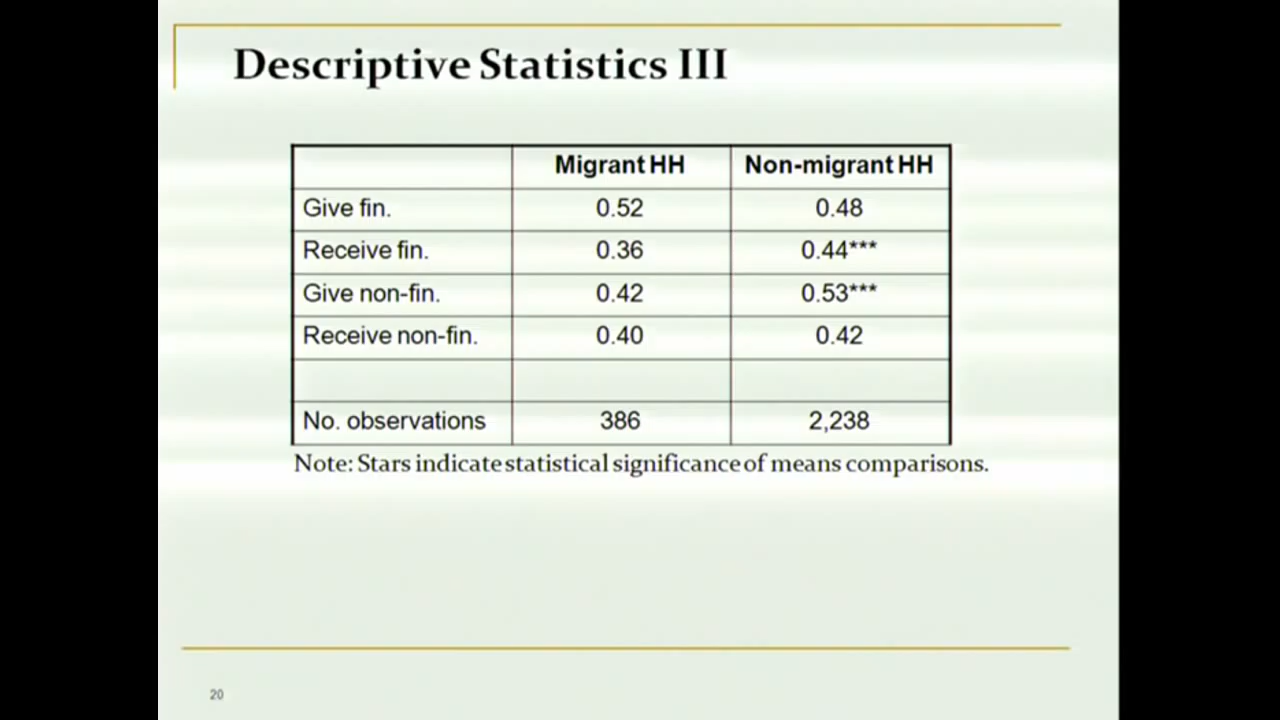 Descriptive Statistics III
Migrant HH Non-migrant HH
Give fin. 0.52 0.48
Receive fin. 0.36 0.44***
Give non-fin. 0.42 0.53***
Receive non-fin. 0.40 0.42
No. observations 386 2,238
Note: Stars indicate statistical significance of means comparisons.
20